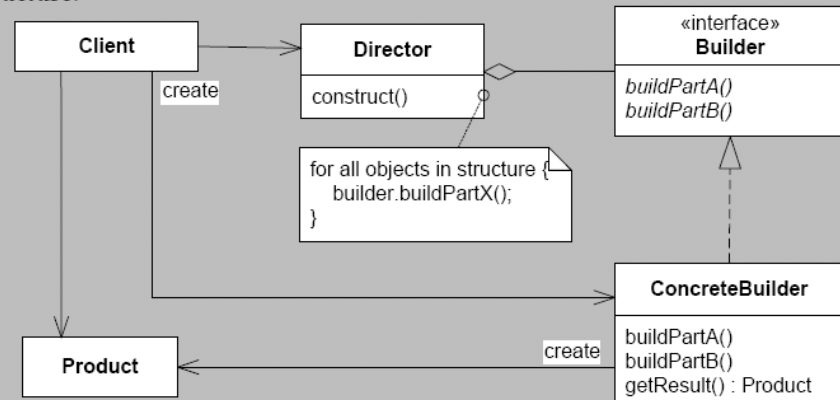 Client
create
Director
construct()
for all objects in structure {
builder.buildPartX();
}
«interface»
Builder
buildPartA()
buildPartB()
ConcreteBuilder
buildPartA()
buildPartB()
getResult() : Product
create
Product